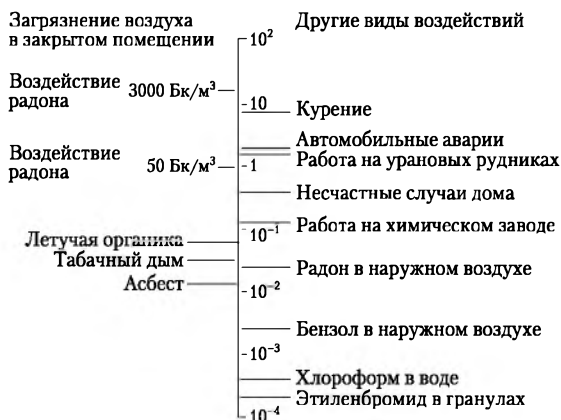 Загрязнение воздуха
в закрытом помещении
Другие виды воздействий
10²
Воздействие
радона
3000 Бк/м³
10
Курение
Автомобильные аварии
Воздействие
радона
50 Бк/м³
1
Работа на урановых рудниках
Несчастные случаи дома
Работа на химическом заводе
10⁻¹
Летучая органика
Табачный дым
Радон в наружном воздухе
Асбест
10⁻²
Бензол в наружном воздухе
10⁻³
Хлороформ в воде
Этиленбромид в гранулах
10⁻⁴